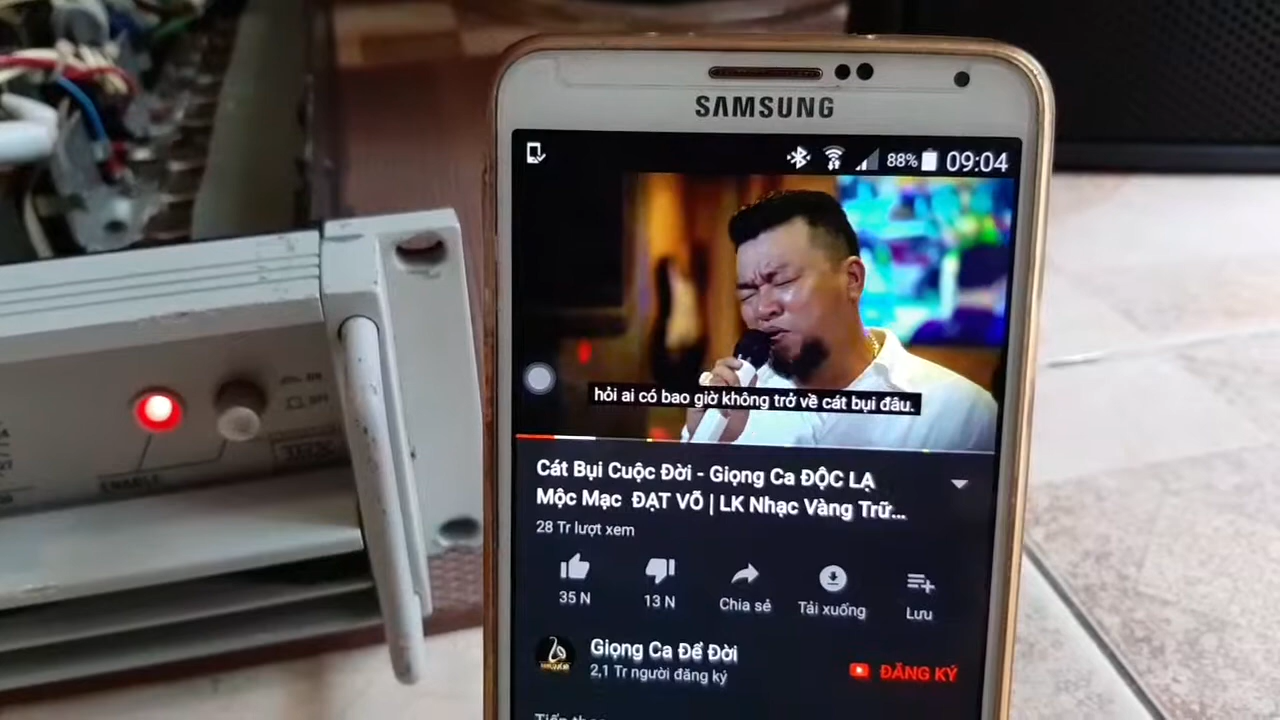 SAMSUNG
88% 09:04
hỏi ai có bao giờ không trở về cát bụi đâu.
Cát Bụi Cuộc Đời - Giọng Ca ĐỘC LẠ
Mộc Mạc ĐẠT VÕ | LK Nhạc Vàng Trữ...
28 Tr lượt xem
35 N
13 N
Chia sẻ
Tải xuống
Lưu
Giọng Ca Để Đời
2,1 Tr người đăng ký
ĐĂNG KÝ
ENABLE